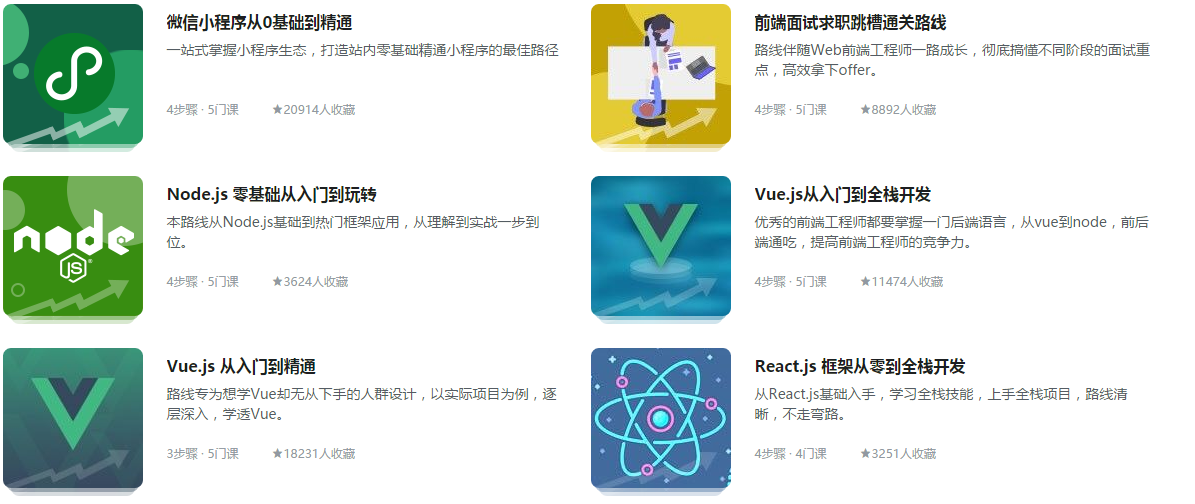 微信小程序从0基础到精通
一站式掌握小程序生态，打造站内零基础精通小程序的最佳路径
4步骤 · 5门课 ★20914人收藏
前端面试求职跳槽通关路线
路线伴随Web前端工程师一路成长，彻底搞懂不同阶段的面试重
点，高效拿下offer。
4步骤 · 5门课 ★8892人收藏
node
JS
Node.js 零基础从入门到玩转
本路线从Node.js基础到热门框架应用，从理解到实战一步到
位。
4步骤 · 5门课 ★3624人收藏
Vue.js从入门到全栈开发
优秀的前端工程师都要掌握一门后端语言，从vue到node，前后
端通吃，提高前端工程师的竞争力。
4步骤 · 5门课 ★11474人收藏
Vue.js 从入门到精通
路线专为想学Vue却无从下手的人群设计，以实际项目为例，逐
层深入，学透Vue。
3步骤 · 5门课 ★18231人收藏
React.js 框架从零到全栈开发
从React.js基础入手，学习全栈技能，上手全栈项目，路线清
晰，不走弯路。
4步骤 · 4门课 ★3251人收藏